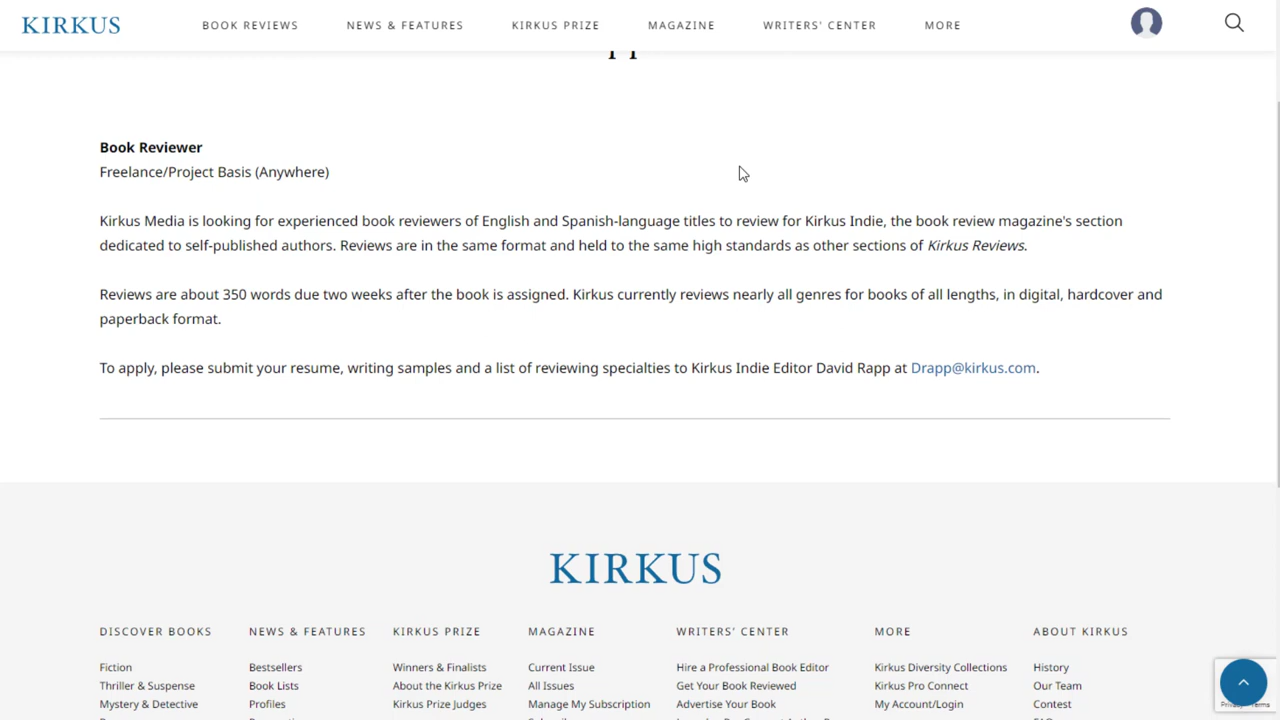 KIRKUS
BOOK REVIEWS
NEWS & FEATURES
KIRKUS PRIZE
MAGAZINE
WRITERS' CENTER
MORE
Book Reviewer
Freelance/Project Basis (Anywhere)
Kirkus Media is looking for experienced book reviewers of English and Spanish-language titles to review for Kirkus Indie, the book review magazine's section
dedicated to self-published authors. Reviews are in the same format and held to the same high standards as other sections of Kirkus Reviews.
Reviews are about 350 words due two weeks after the book is assigned. Kirkus currently reviews nearly all genres for books of all lengths, in digital, hardcover and
paperback format.
To apply, please submit your resume, writing samples and a list of reviewing specialties to Kirkus Indie Editor David Rapp at Drapp@kirkus.com.
KIRKUS
DISCOVER BOOKS
Fiction
Thriller & Suspense
Mystery & Detective
NEWS & FEATURES
Bestsellers
Book Lists
Profiles
KIRKUS PRIZE
Winners & Finalists
About the Kirkus Prize
Kirkus Prize Judges
MAGAZINE
Current Issue
All Issues
Manage My Subscription
WRITERS' CENTER
Hire a Professional Book Editor
Get Your Book Reviewed
Advertise Your Book
MORE
Kirkus Diversity Collections
Kirkus Pro Connect
My Account/Login
ABOUT KIRKUS
History
Our Team
Contest
Privacy - Terms